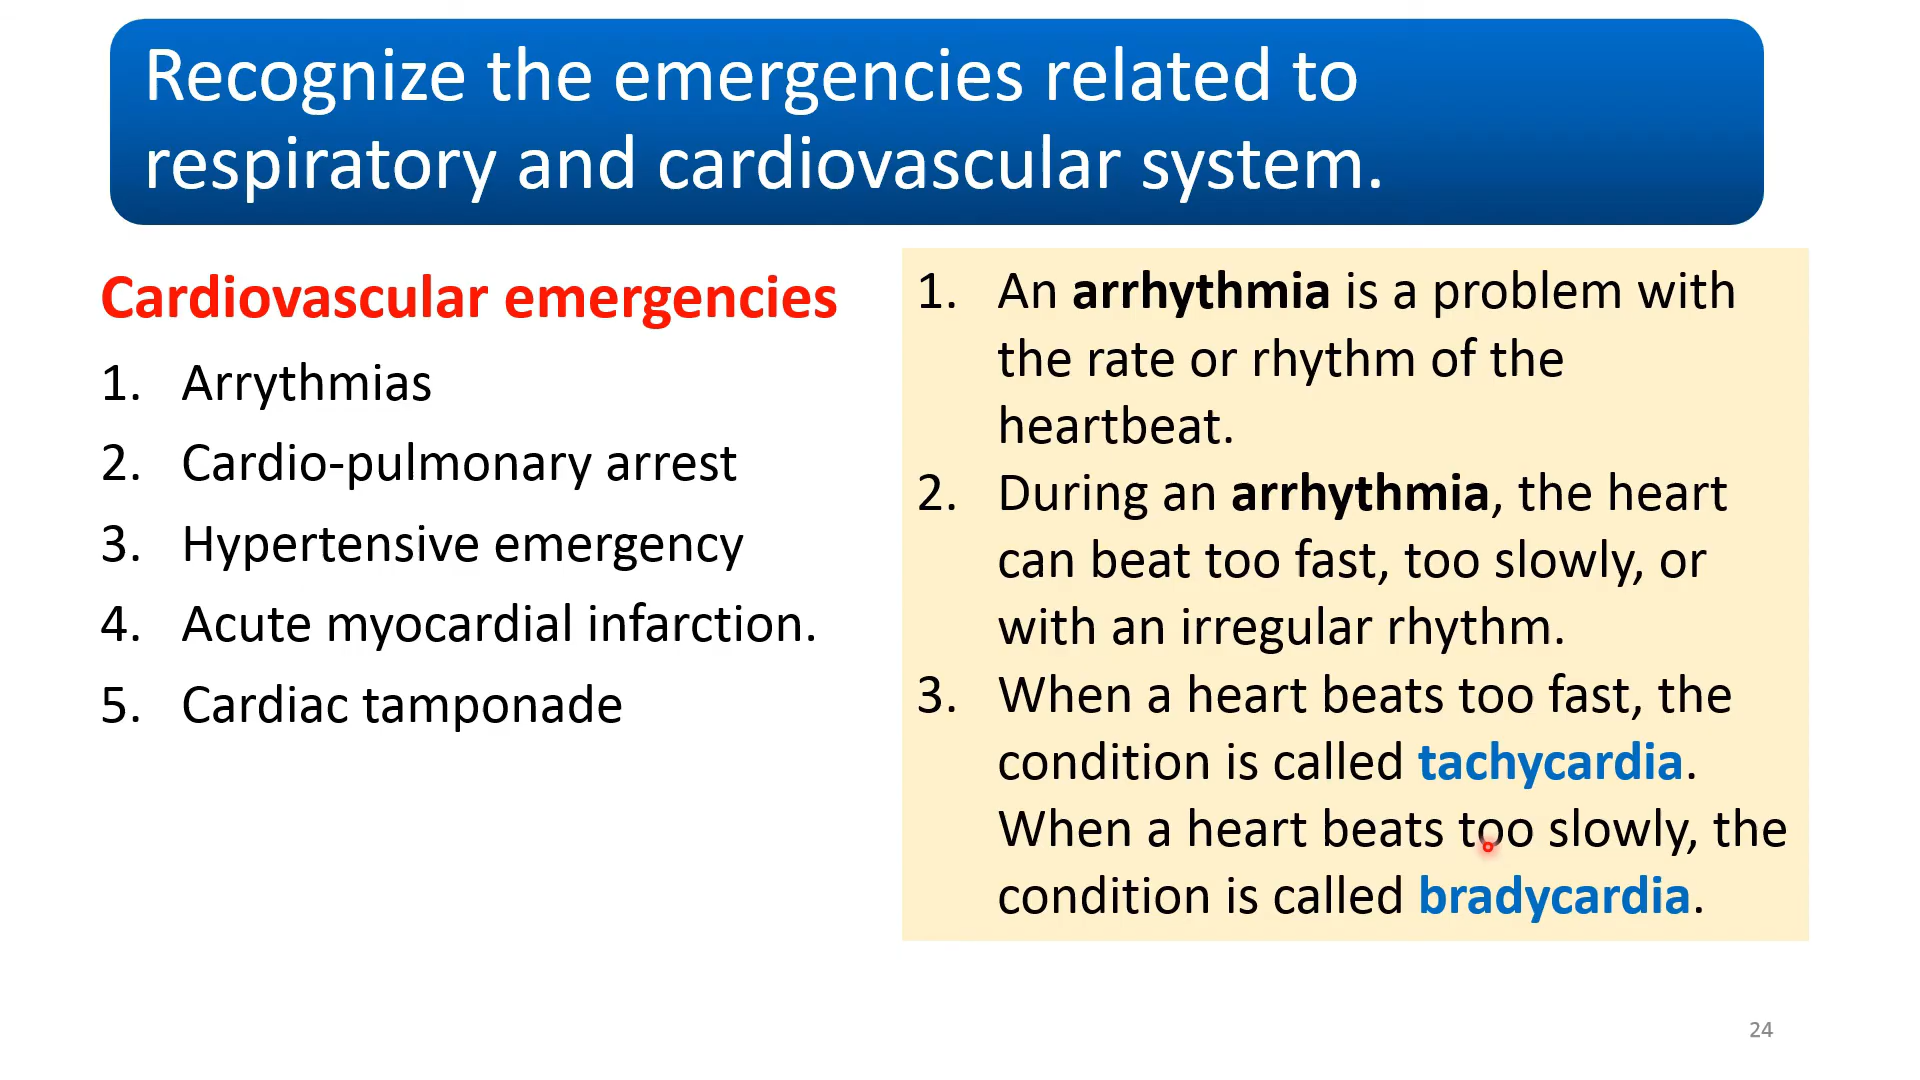 Recognize the emergencies related to
respiratory and cardiovascular system.
Cardiovascular emergencies
1. Arrythmias
2. Cardio-pulmonary arrest
3. Hypertensive emergency
4. Acute myocardial infarction.
5. Cardiac tamponade
1. An arrhythmia is a problem with
the rate or rhythm of the
heartbeat.
2. During an arrhythmia, the heart
can beat too fast, too slowly, or
with an irregular rhythm.
3. When a heart beats too fast, the
condition is called tachycardia.
When a heart beats too slowly, the
condition is called bradycardia.
24